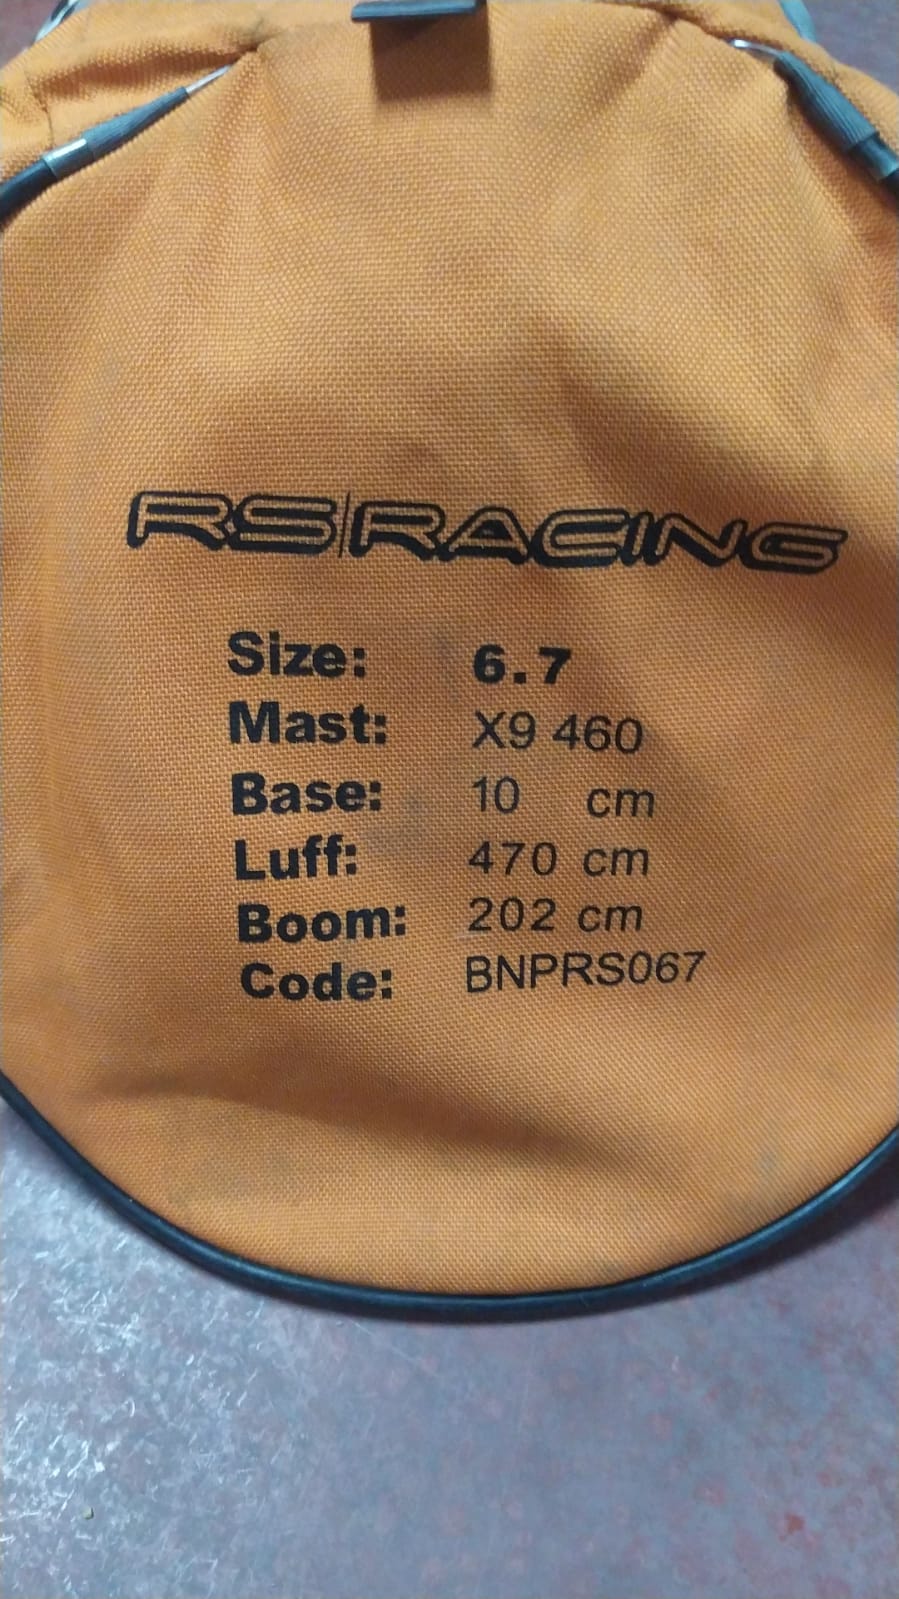 RS|RACING
Size: 6.7
Mast: X9 460
Base: 10 cm
Luff: 470 cm
Boom: 202 cm
Code: BNPRS067